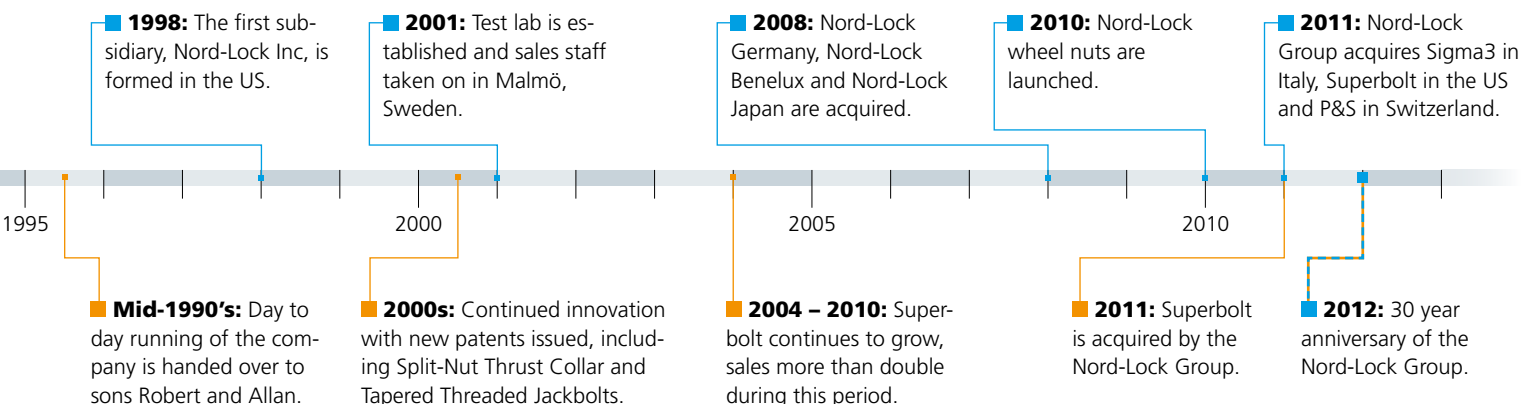 1998: The first sub-
sidiary, Nord-Lock Inc, is
formed in the US.
2001: Test lab is es-
tablished and sales staff
taken on in Malmö,
Sweden.
2008: Nord-Lock
Germany, Nord-Lock
Benelux and Nord-Lock
Japan are acquired.
2010: Nord-Lock
wheel nuts are
launched.
2011: Nord-Lock
Group acquires Sigma3 in
Italy, Superbolt in the US
and P&S in Switzerland.
1995
2000
2005
2010
Mid-1990's: Day to
day running of the com-
pany is handed over to
sons Robert and Allan.
2000s: Continued innovation
with new patents issued, includ-
ing Split-Nut Thrust Collar and
Tapered Threaded Jackbolts.
2004 – 2010: Super-
bolt continues to grow,
sales more than double
during this period.
2011: Superbolt
is acquired by the
Nord-Lock Group.
2012: 30 year
anniversary of the
Nord-Lock Group.